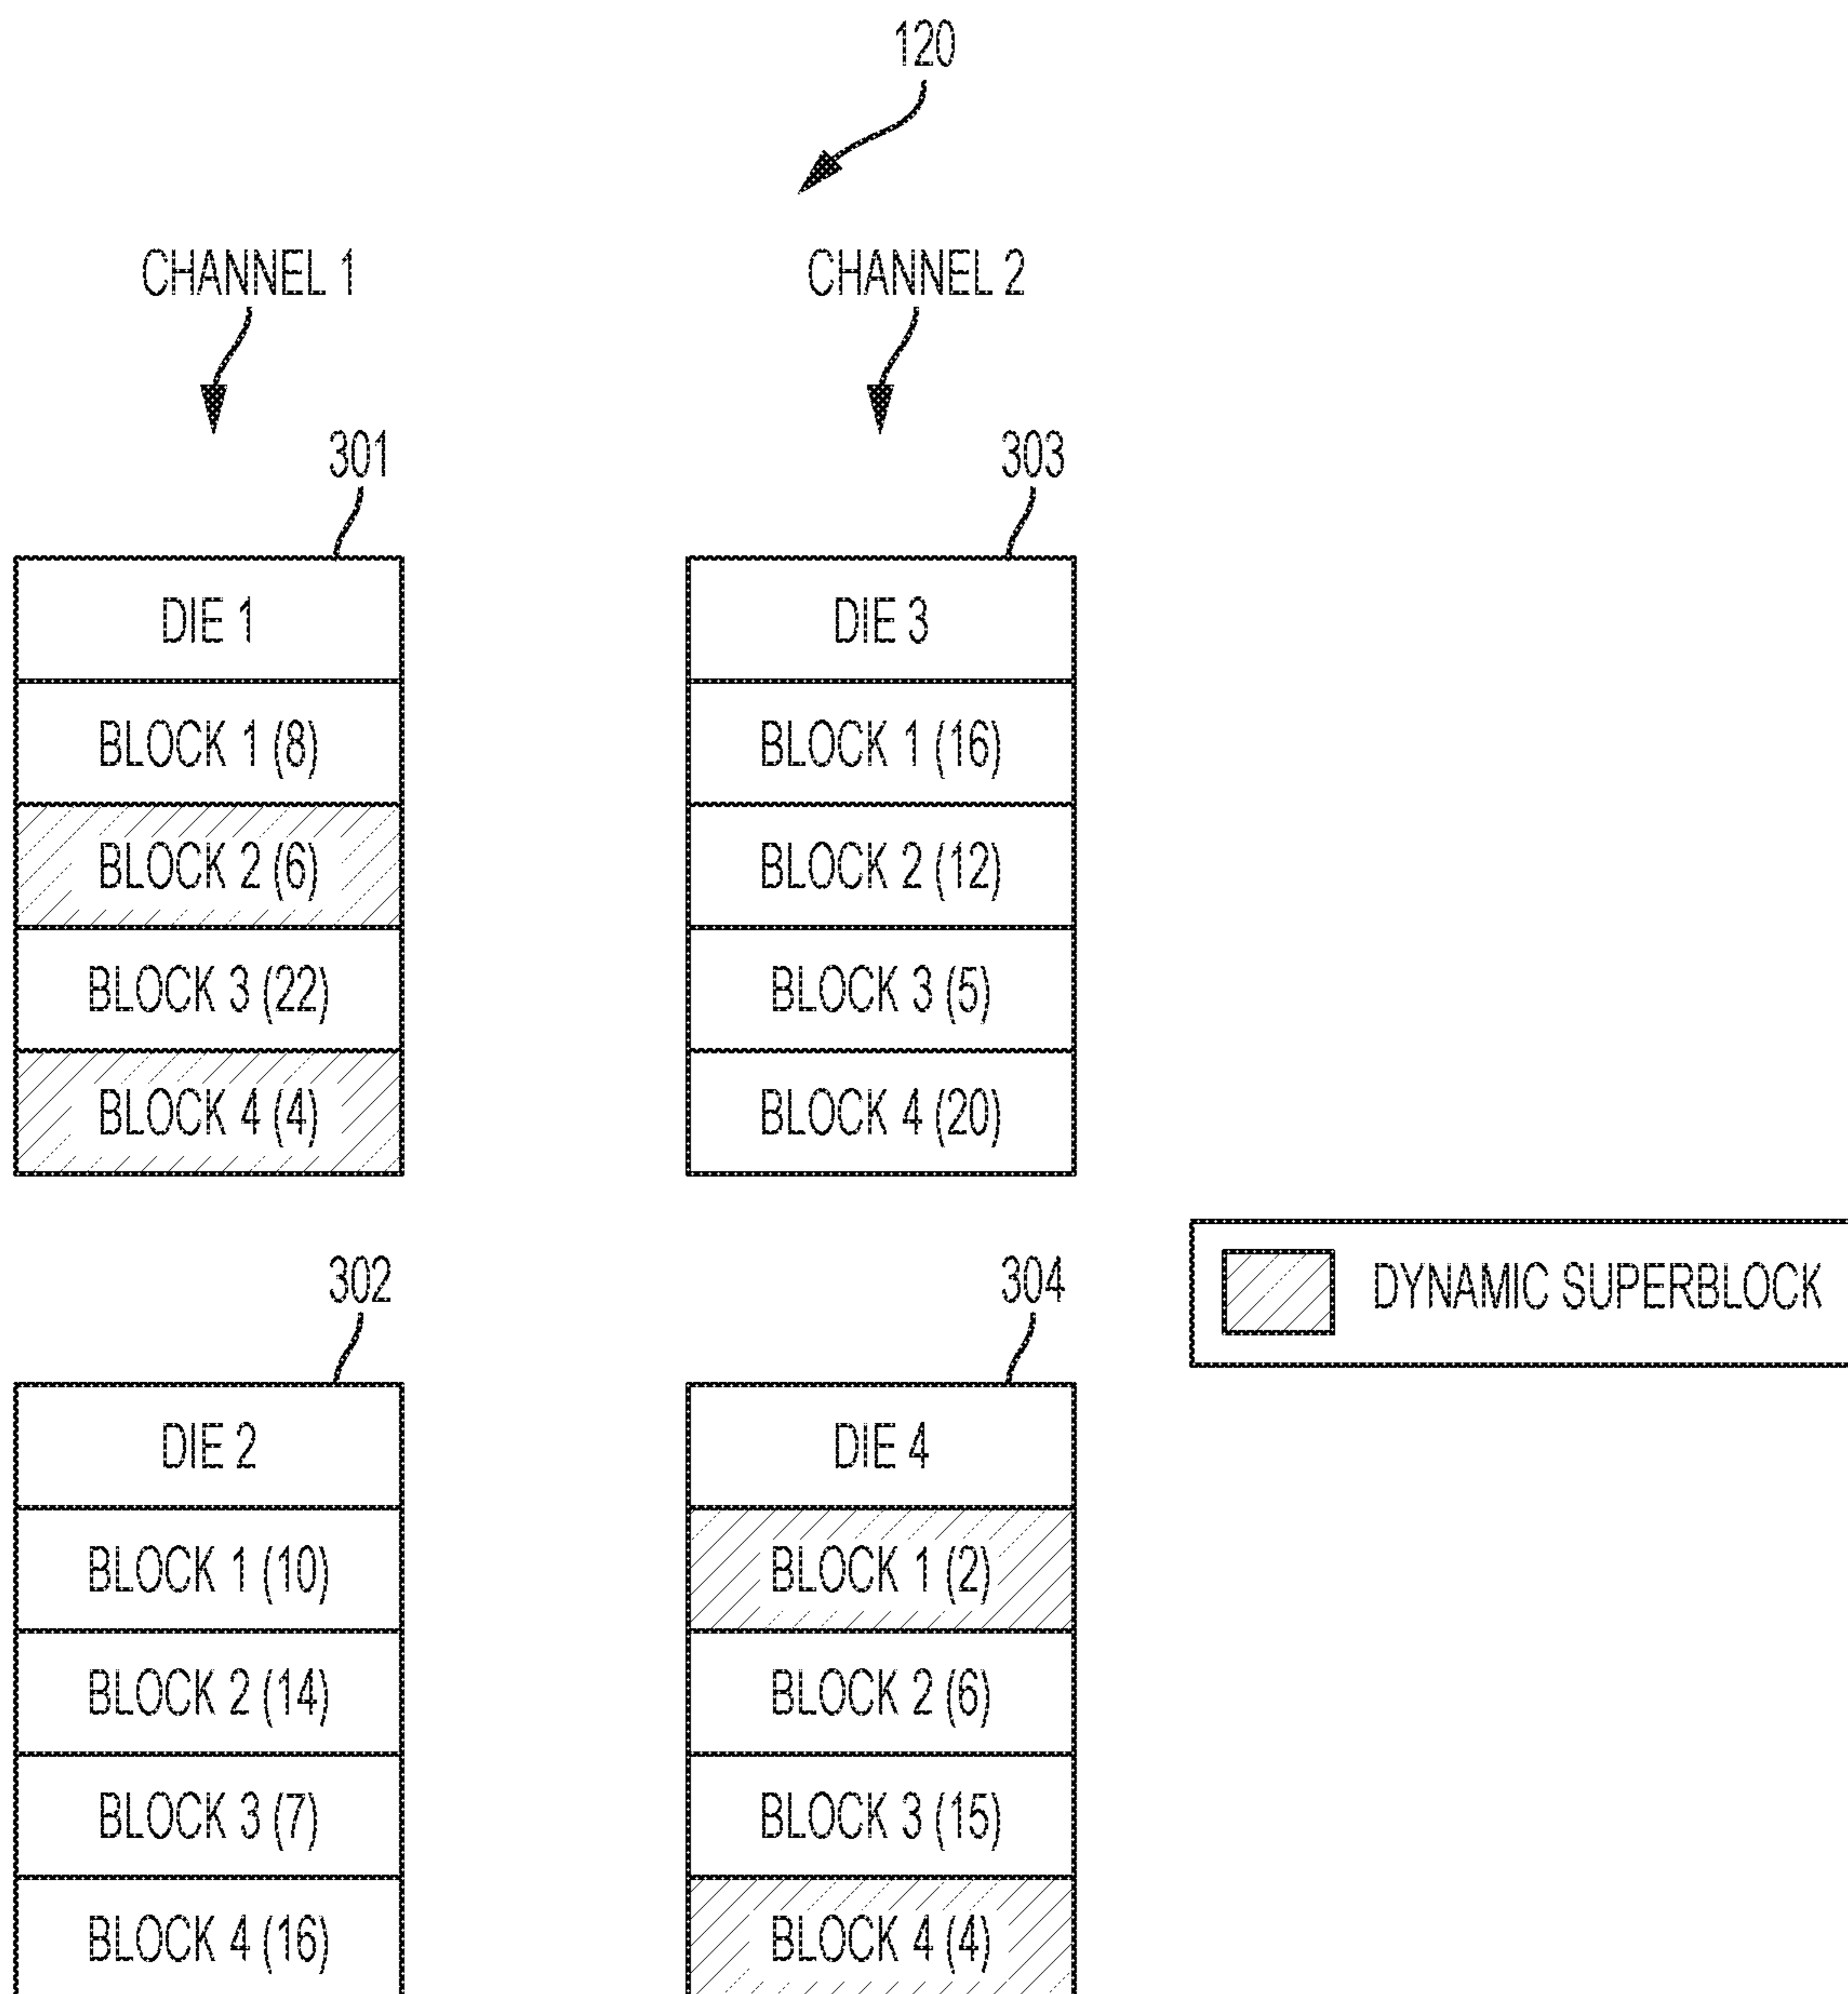 120
CHANNEL 1
CHANNEL 2
301
303
DIE 1
BLOCK 1 (8)
BLOCK 2 (6)
BLOCK 3 (22)
BLOCK 4 (4)
DIE 3
BLOCK 1 (16)
BLOCK 2 (12)
BLOCK 3 (5)
BLOCK 4 (20)
DYNAMIC SUPERBLOCK
302
304
DIE 2
BLOCK 1 (10)
BLOCK 2 (14)
BLOCK 3 (7)
BLOCK 4 (16)
DIE 4
BLOCK 1 (2)
BLOCK 2 (6)
BLOCK 3 (15)
BLOCK 4 (4)